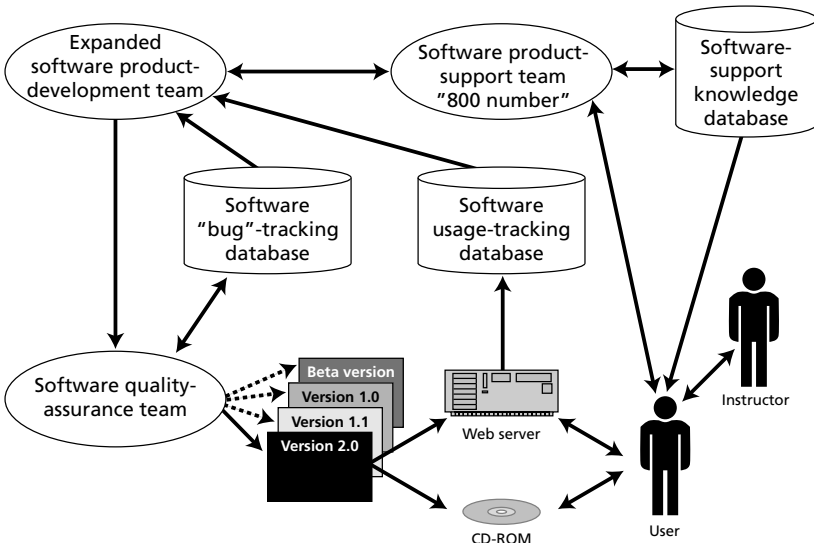 Expanded
software product-
development team
Software product-
support team
"800 number"
Software-
support
knowledge
database
Software
“bug”-tracking
database
Software
usage-tracking
database
Software quality-
assurance team
Beta version
Version 1.0
Version 1.1
Version 2.0
Web server
CD-ROM
Instructor
User